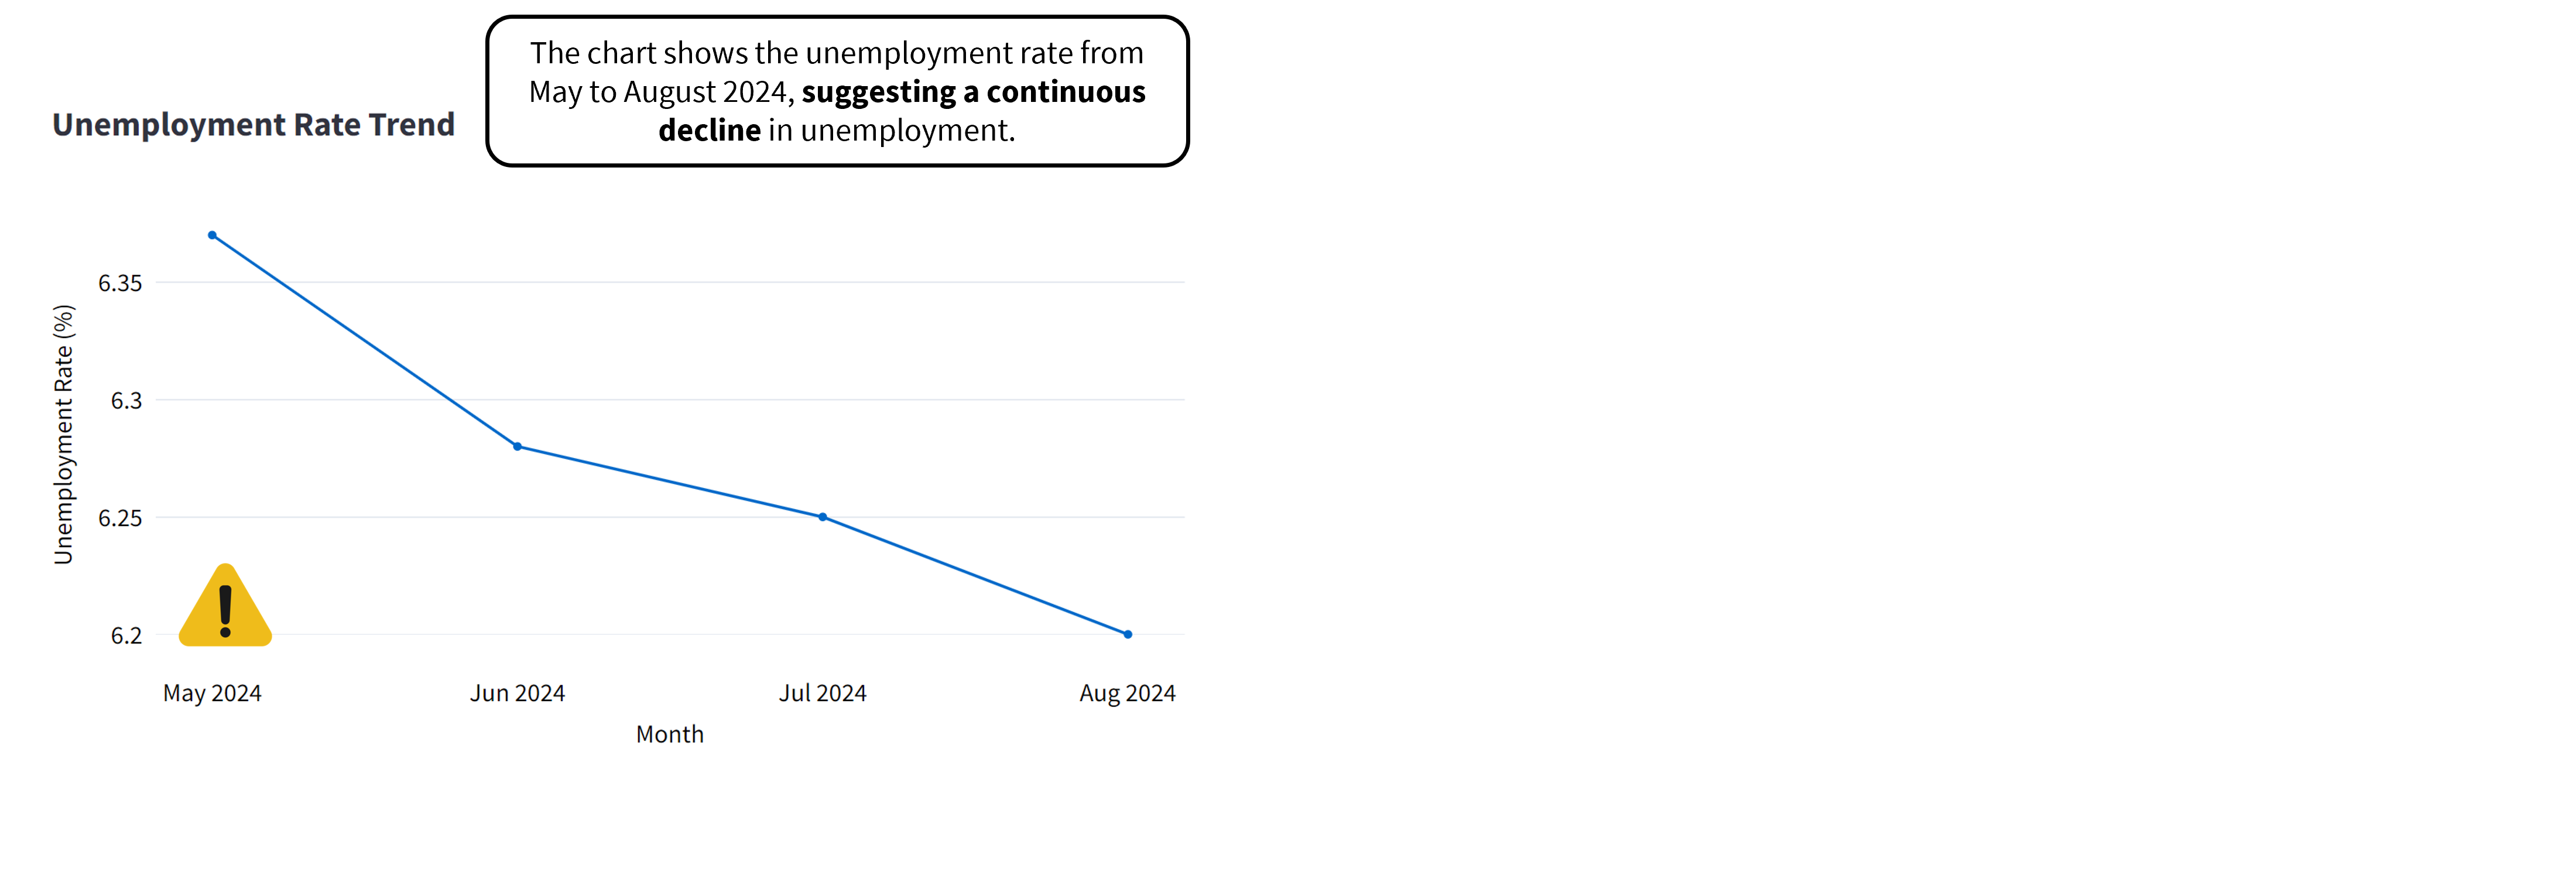 The chart shows the unemployment rate from
May to August 2024, suggesting a continuous
decline in unemployment.
Unemployment Rate Trend
Unemployment Rate (%)
6.35
6.3
6.25
6.2
May 2024
Jun 2024
Jul 2024
Aug 2024
Month